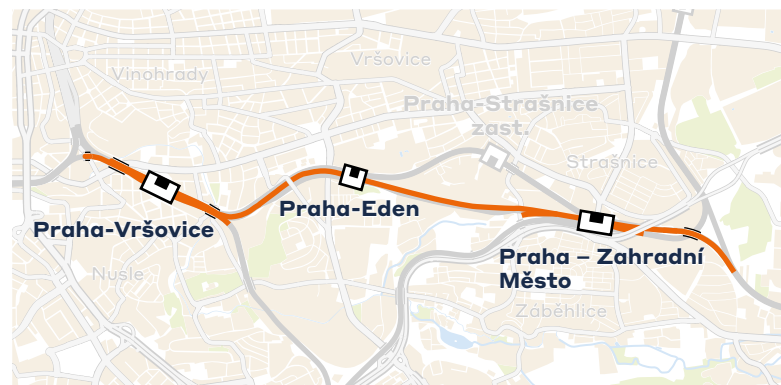 Vinohrady
Vršovice
Praha-Strašnice
zast.
Strašnice
Praha-Eden
Praha-Vršovice
Praha – Zahradní
Město
Nusle
Záběhlice